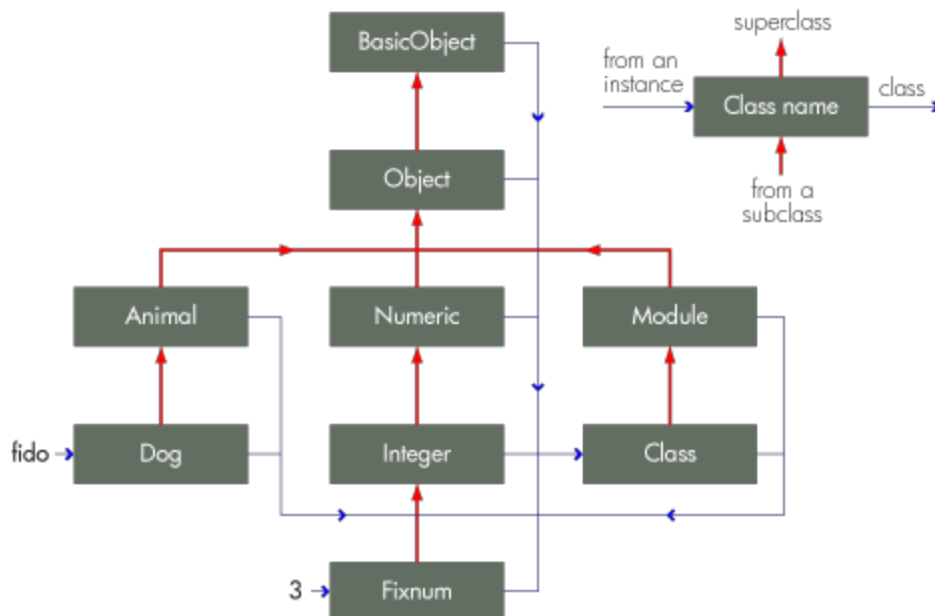 BasicObject
superclass
from an
instance
Class name
class
from a
subclass
Object
Animal
Numeric
Module
fido
Dog
Integer
Class
3
Fixnum